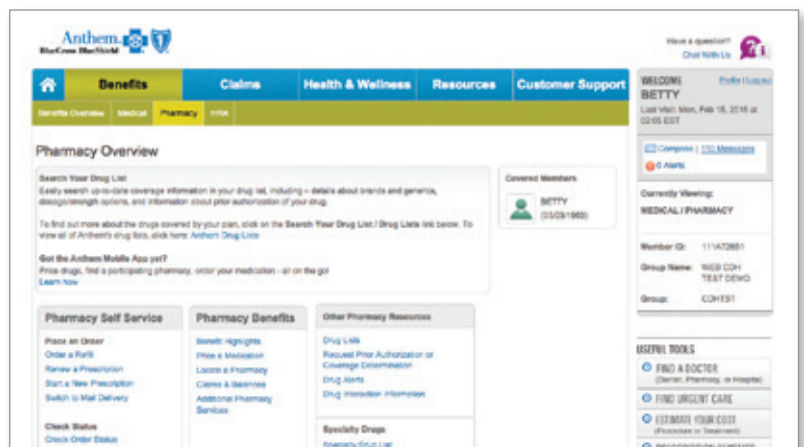 Anthem
BlueCross BlueShield
Have a question?
Chat With Us
Benefits
Claims
Health & Wellness
Resources
Customer Support
Benefits Overview
Medical
Pharmacy
HRA
WELCOME
Profile | Log out
BETTY
Last Visit: Mon, Feb 15, 2016 at
02:05 EST
Compose | 110 Messages
0 Alerts
Currently Viewing:
MEDICAL / PHARMACY
Member ID:
Group Name: WEB CDH
TEST DEMO
Group: CDHTST
Pharmacy Overview
Search Your Drug List
Easily search up-to-date coverage information in your drug list, including – details about brands and generics,
dosage/strength options, and information about prior authorization of your drug.
To find out more about the drugs covered by your plan, click on the Search Your Drug List / Drug Lists link below. To
view all of Anthem's drug lists, click here: Anthem Drug Lists
Got the Anthem Mobile App yet?
Price drugs, find a participating pharmacy, order your medication - all on the go!
Learn how
Covered Members
BETTY
Pharmacy Self Service
Place an Order
Order a Refill
Renew a Prescription
Start a New Prescription
Switch to Mail Delivery
Check Status
Check Order Status
Pharmacy Benefits
Benefit Highlights
Price a Medication
Locate a Pharmacy
Claims & Balances
Additional Pharmacy
Services
Other Pharmacy Resources
Drug Lists
Request Prior Authorization or
Coverage Determination
Drug Alerts
Drug Interaction Information
Specialty Drugs
Specialty Drug List
USEFUL TOOLS
FIND A DOCTOR
(Dentist, Pharmacy, or Hospital)
FIND URGENT CARE
ESTIMATE YOUR COST
(Procedure or Treatment)